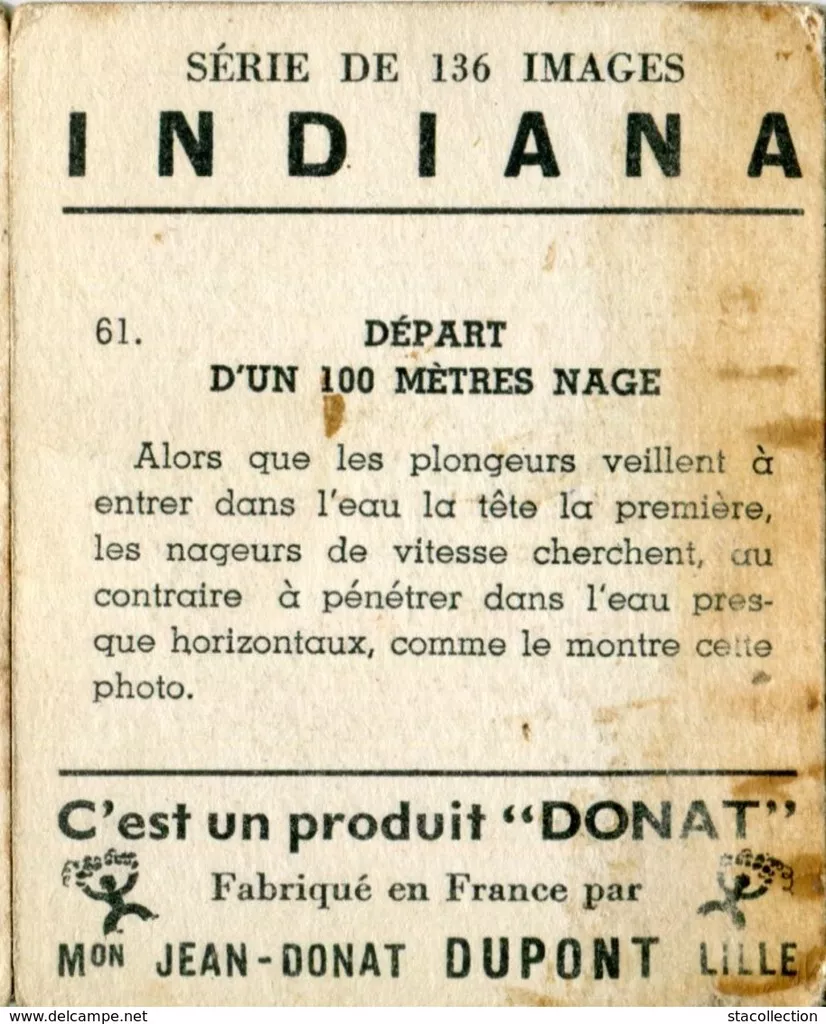 SÉRIE DE 136 IMAGES
INDIANA
61. DÉPART
D'UN 100 MÈTRES NAGE
Alors que les plongeurs veillent à
entrer dans l'eau la tête la première,
les nageurs de vitesse cherchent, au
contraire à pénétrer dans l'eau pres-
que horizontaux, comme le montre cette
photo.
C'est un produit "DONAT"
Fabriqué en France par
MON JEAN-DONAT DUPONT LILLE
www.delcampe.net
stacollection